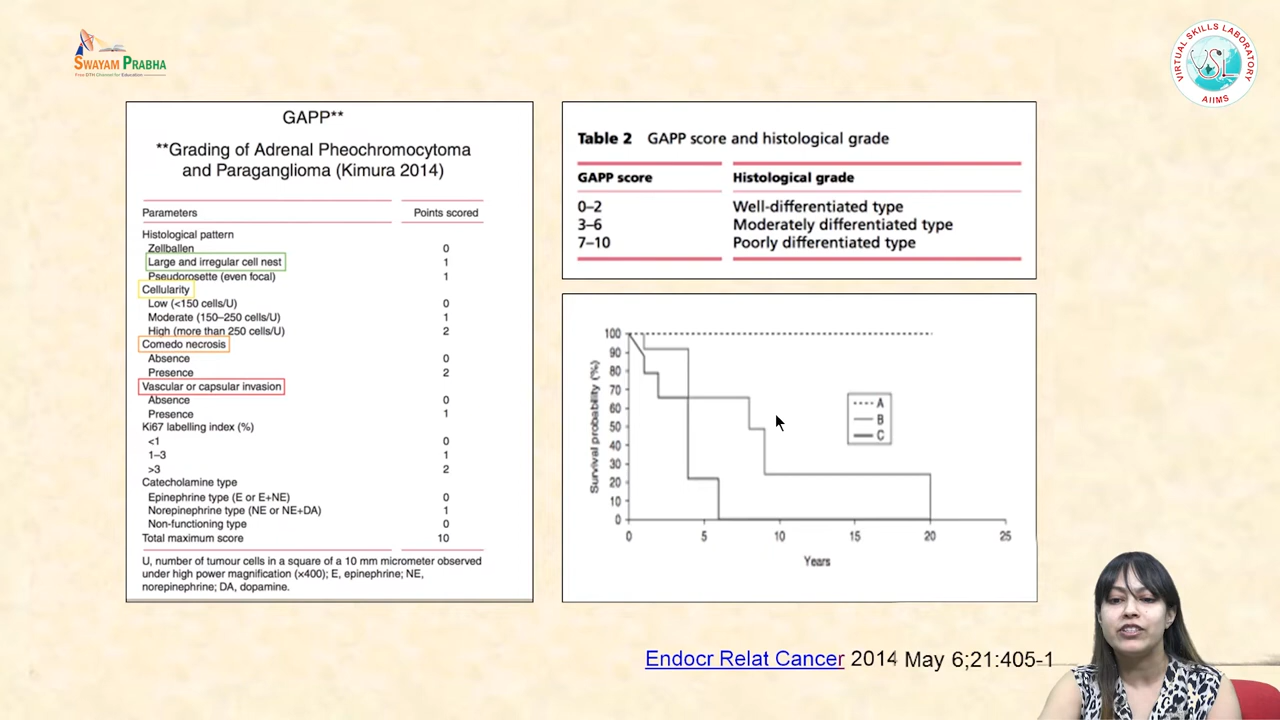 SWAYAM PRABHA
Free DTH Channel for Education
VIRTUAL SKILLS LABORATORY
VSL
AIIMS
GAPP**
**Grading of Adrenal Pheochromocytoma
and Paraganglioma (Kimura 2014)
Parameters Points scored
Histological pattern
Zellballen 0
Large and irregular cell nest 1
Pseudorosette (even focal) 1
Cellularity
Low (<150 cells/U) 0
Moderate (150–250 cells/U) 1
High (more than 250 cells/U) 2
Comedo necrosis
Absence 0
Presence 2
Vascular or capsular invasion
Absence 0
Presence 1
Ki67 labelling index (%)
<1 0
1–3 1
>3 2
Catecholamine type
Epinephrine type (E or E+NE) 0
Norepinephrine type (NE or NE+DA) 1
Non-functioning type 0
Total maximum score 10
U, number of tumour cells in a square of a 10 mm micrometer observed
under high power magnification (×400); E, epinephrine; NE,
norepinephrine; DA, dopamine.
Table 2 GAPP score and histological grade
GAPP score Histological grade
0–2 Well-differentiated type
3–6 Moderately differentiated type
7–10 Poorly differentiated type
Survival probability (%)
100
90
80
70
60
50
40
30
20
10
0
A
B
C
0 5 10 15 20 25
Years
Endocr Relat Cancer 2014 May 6;21:405-1